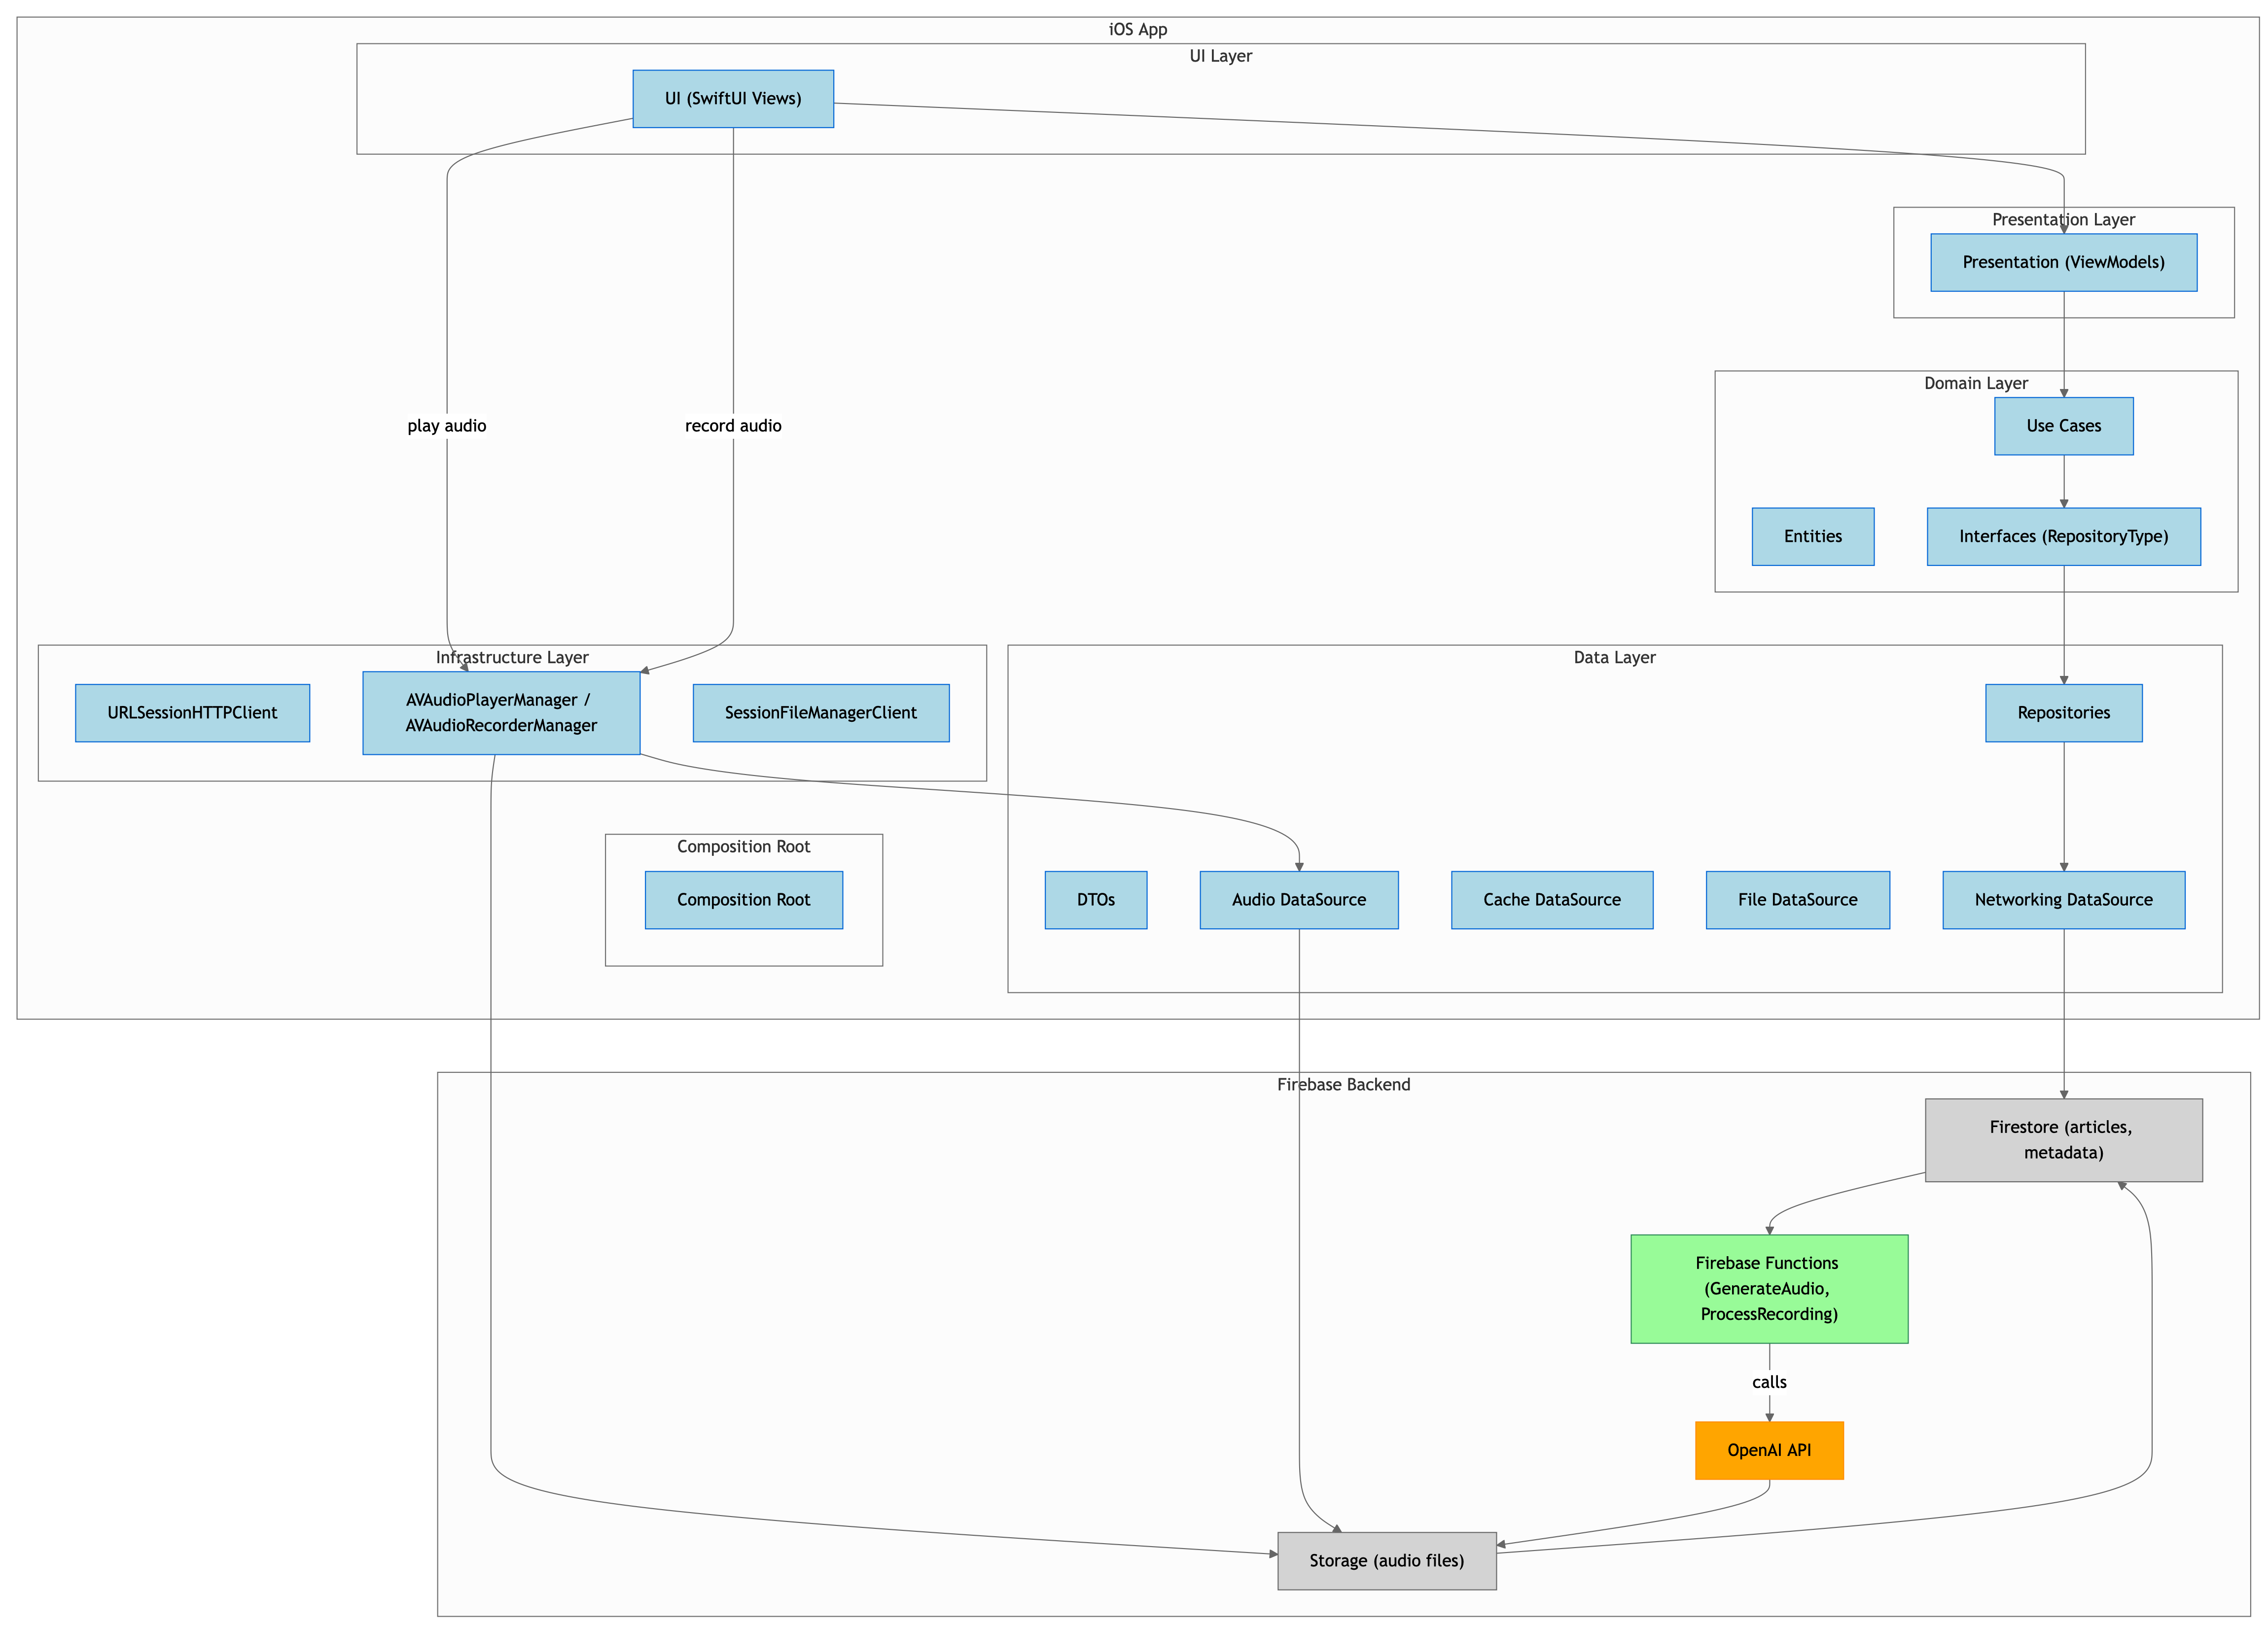 iOS App
UI Layer
UI (SwiftUI Views)
Presentation Layer
Presentation (ViewModels)
Domain Layer
play audio
record audio
Use Cases
Entities
Interfaces (RepositoryType)
Infrastructure Layer
URLSessionHTTPClient
AVAudioPlayerManager /
AVAudioRecorderManager
SessionFileManagerClient
Data Layer
Repositories
Composition Root
Composition Root
DTOs
Audio DataSource
Cache DataSource
File DataSource
Networking DataSource
Firebase Backend
Firestore (articles,
metadata)
Firebase Functions
(GenerateAudio,
ProcessRecording)
calls
OpenAI API
Storage (audio files)